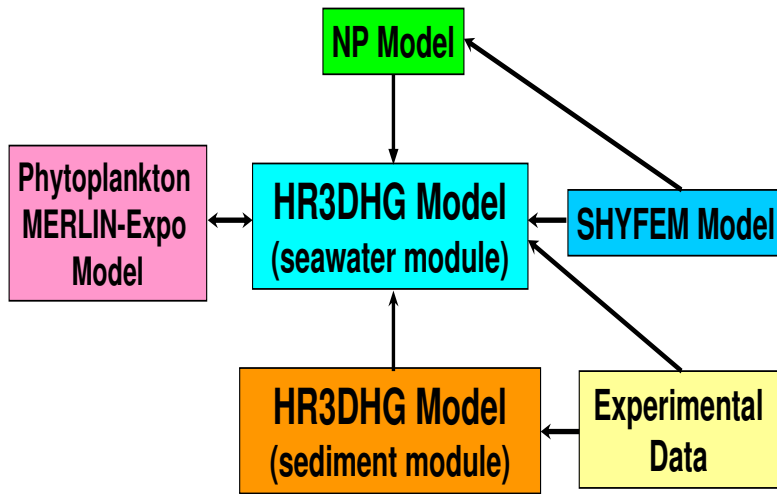 NP Model
Phytoplankton
MERLIN-Expo
Model
HR3DHG Model
(seawater module)
SHYFEM Model
HR3DHG Model
(sediment module)
Experimental
Data